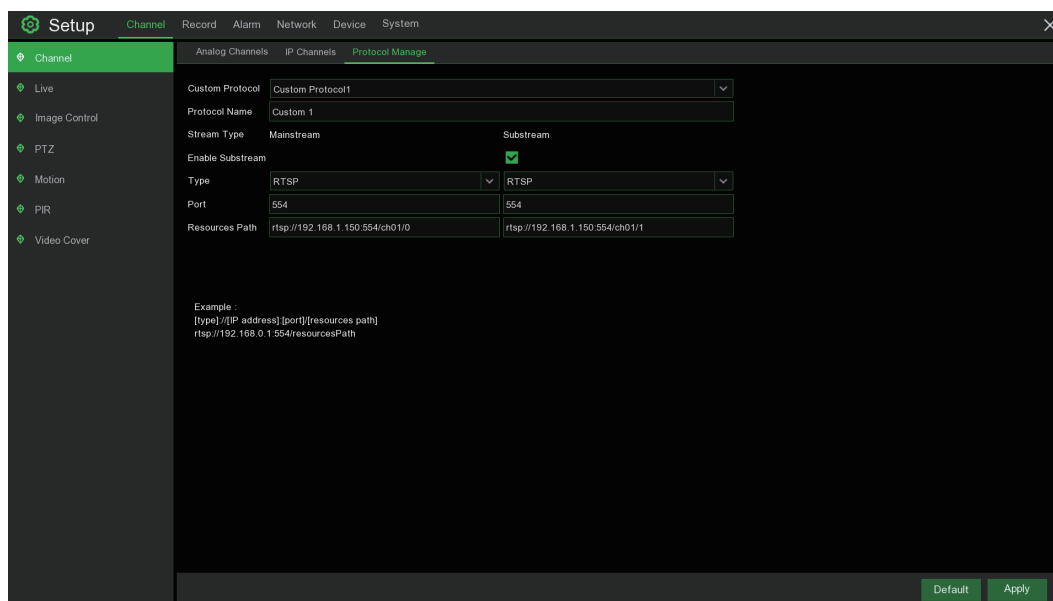 Setup Channel Record Alarm Network Device System
Channel
Live
Image Control
PTZ
Motion
PIR
Video Cover
Analog Channels IP Channels Protocol Manage
Custom Protocol Custom Protocol1
Protocol Name Custom 1
Stream Type Mainstream Substream
Enable Substream
Type RTSP RTSP
Port 554 554
Resources Path rtsp://192.168.1.150:554/ch01/0 rtsp://192.168.1.150:554/ch01/1
Example :
[type]://[IP address]:[port]/[resources path]
rtsp://192.168.0.1:554/resourcesPath
Default Apply